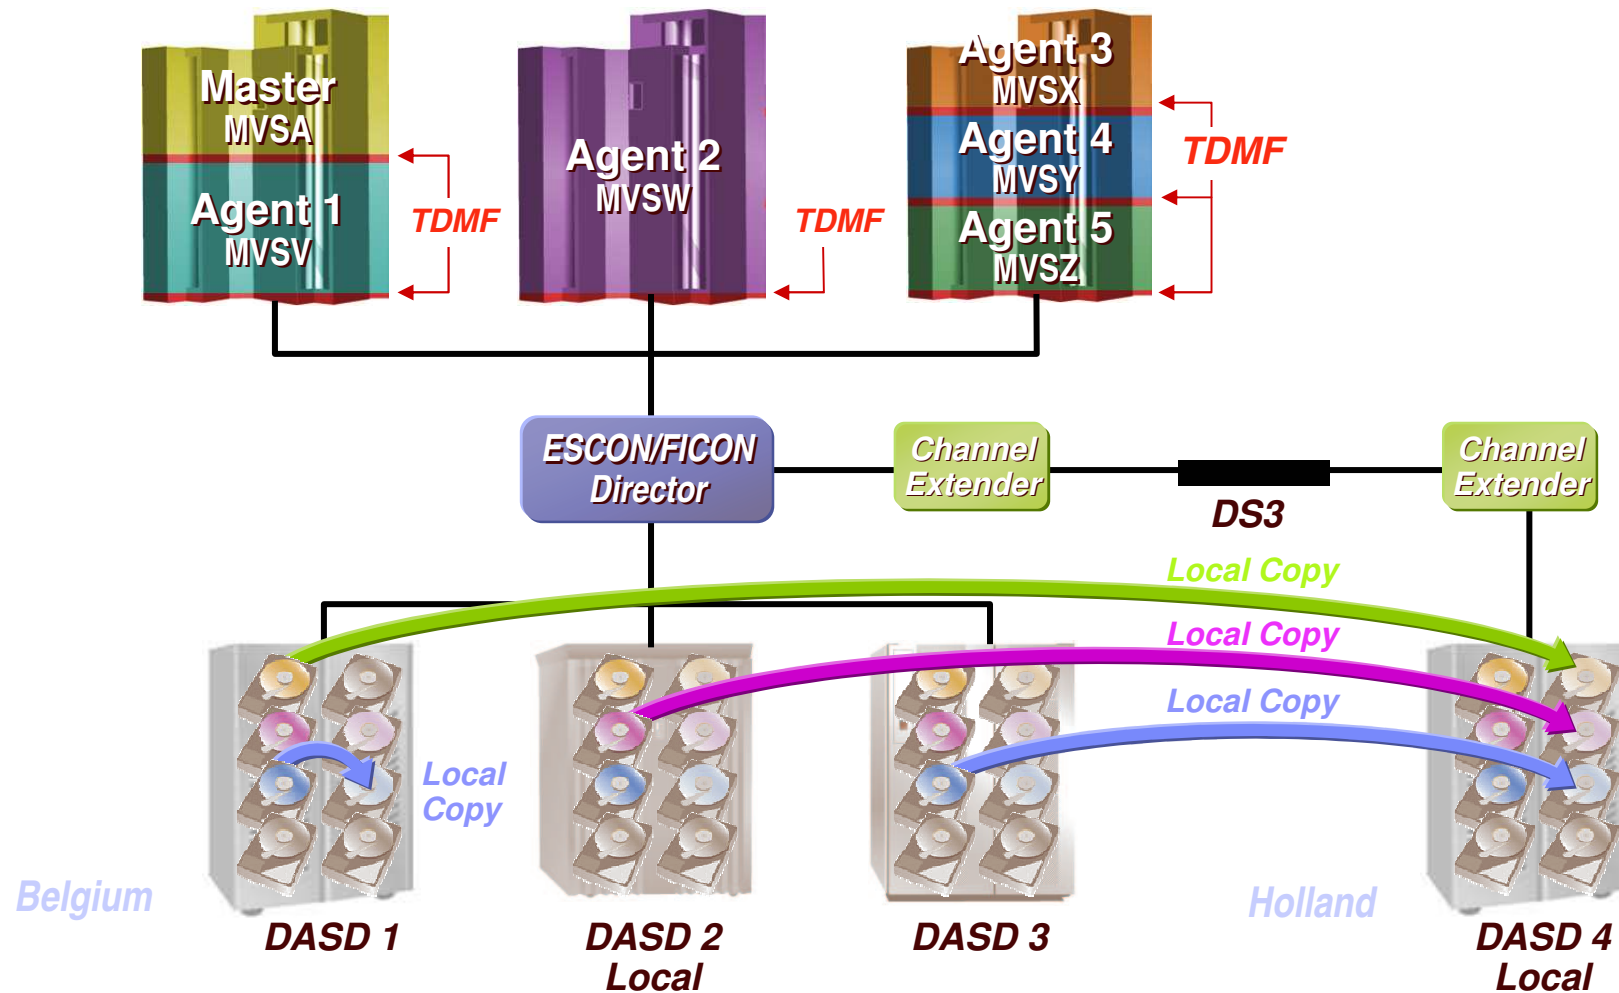 Master
MVSA
Agent 1
MVSV
TDMF
Agent 2
MVSW
TDMF
Agent 3
MVSX
Agent 4
MVSY
Agent 5
MVSZ
TDMF
ESCON/FICON
Director
Channel
Extender
DS3
Channel
Extender
Local Copy
Local Copy
Local Copy
Local
Copy
Belgium
Holland
DASD 1
DASD 2
Local
DASD 3
DASD 4
Local